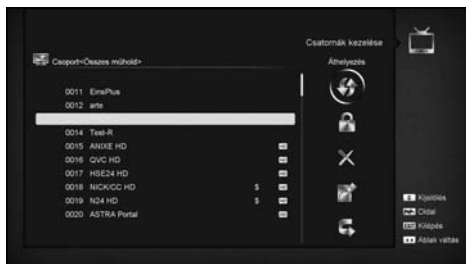 Csatornák kezelése
Csoport<Összes műhold>
Áthelyezés
0011 EinsPlus
0012 arte
0014 Test-R
0015 ANIXE HD
0016 QVC HD
0017 HSE24 HD
0018 NICK/CC HD $
0019 N24 HD $
0020 ASTRA Portal
Kijelölés
Oldal
Kilépés
Ablak váltás